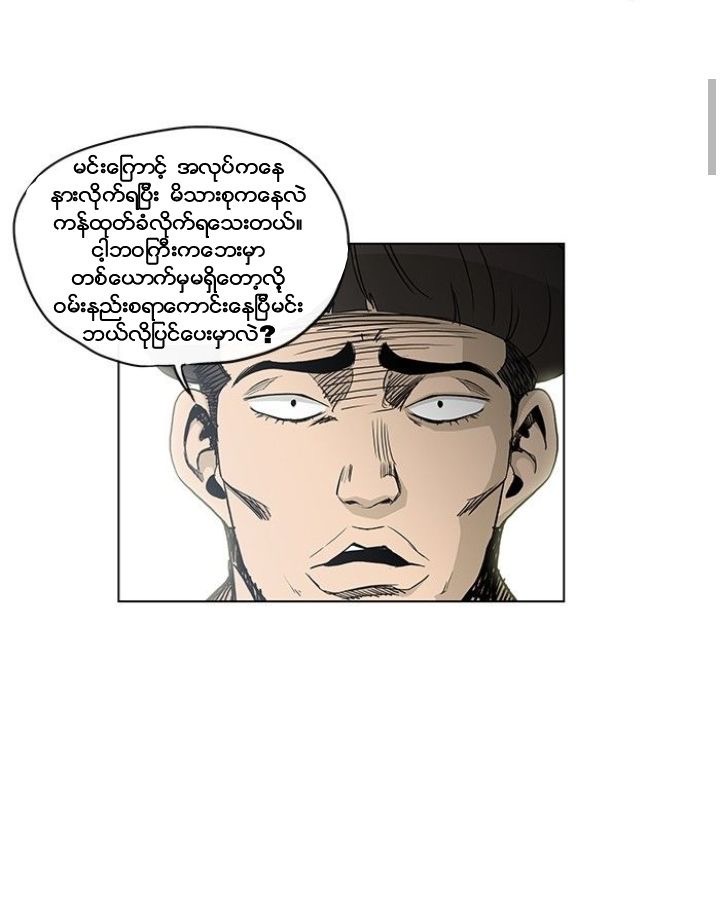 မင်းကြောင့် အလုပ်ကနေ
နားလိုက်ရပြီး မိသားစုကနေလဲ
ကန်ထုတ်ခံလိုက်ရသေးတယ်။
ငါ့ဘဝကြီးကဘေးမှာ
တစ်ယောက်မှမရှိတော့လို့
ဝမ်းနည်းစရာကောင်းနေပြီမင်း
ဘယ်လိုပြင်ပေးမှာလဲ?